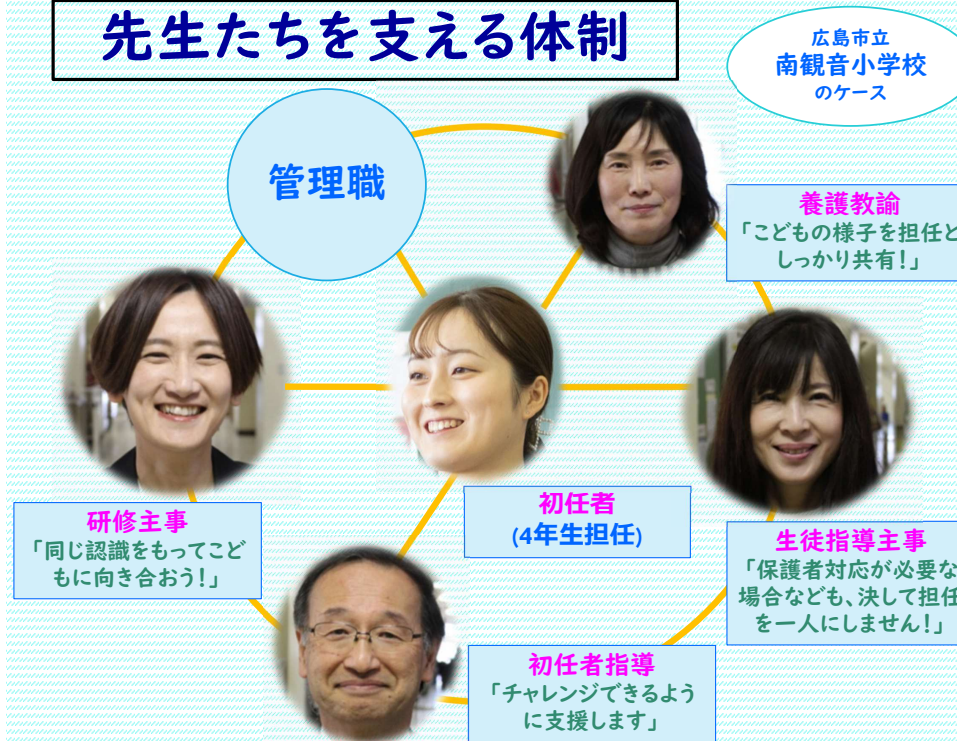 先生たちを支える体制
広島市立
南観音小学校
のケース
管理職
養護教諭
「こどもの様子を担任と
しっかり共有!」
研修主事
「同じ認識をもってこど
もに向き合おう!」
初任者
(4年生担任)
生徒指導主事
「保護者対応が必要な
場合なども、決して担任
を一人にしません!」
初任者指導
「チャレンジできるよう
に支援します」